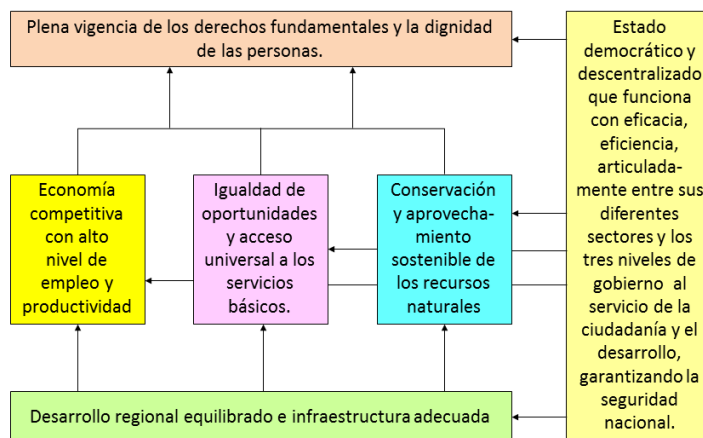 Plena vigencia de los derechos fundamentales y la dignidad
de las personas.
Economía
competitiva
con alto
nivel de
empleo y
productividad
Igualdad de
oportunidades
y acceso
universal a los
servicios
básicos.
Conservación
y aprovecha-
miento
sostenible de
los recursos
naturales
Desarrollo regional equilibrado e infraestructura adecuada
Estado
democrático y
descentralizado
que funciona
con eficacia,
eficiencia,
articulada-
mente entre sus
diferentes
sectores y los
tres niveles de
gobierno al
servicio de la
ciudadanía y el
desarrollo,
garantizando la
seguridad
nacional.